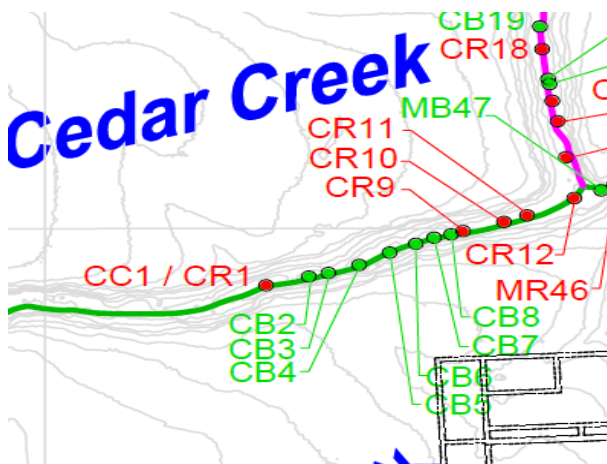 CB19
CR18
Cedar Creek
MB47
CR11
CR10
CR9
CR12
CC1 / CR1
MR46
CB2
CB8
CB3
CB7
CB4
CB6
CB5